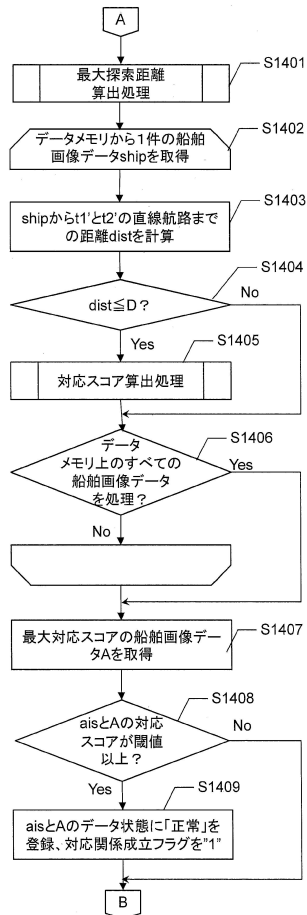 A
S1401
最大探索距離
算出処理
S1402
データメモリから1件の船舶
画像データshipを取得
S1403
shipからt1'とt2'の直線航路まで
の距離distを計算
S1404
dist≦D?
No
Yes
S1405
対応スコア算出処理
S1406
データ
メモリ上のすべての
船舶画像データ
を処理?
Yes
No
S1407
最大対応スコアの船舶画像デー
タAを取得
S1408
aisとAの対応
スコアが閾値
以上?
No
Yes
S1409
aisとAのデータ状態に「正常」を
登録、対応関係成立フラグを"1"
B